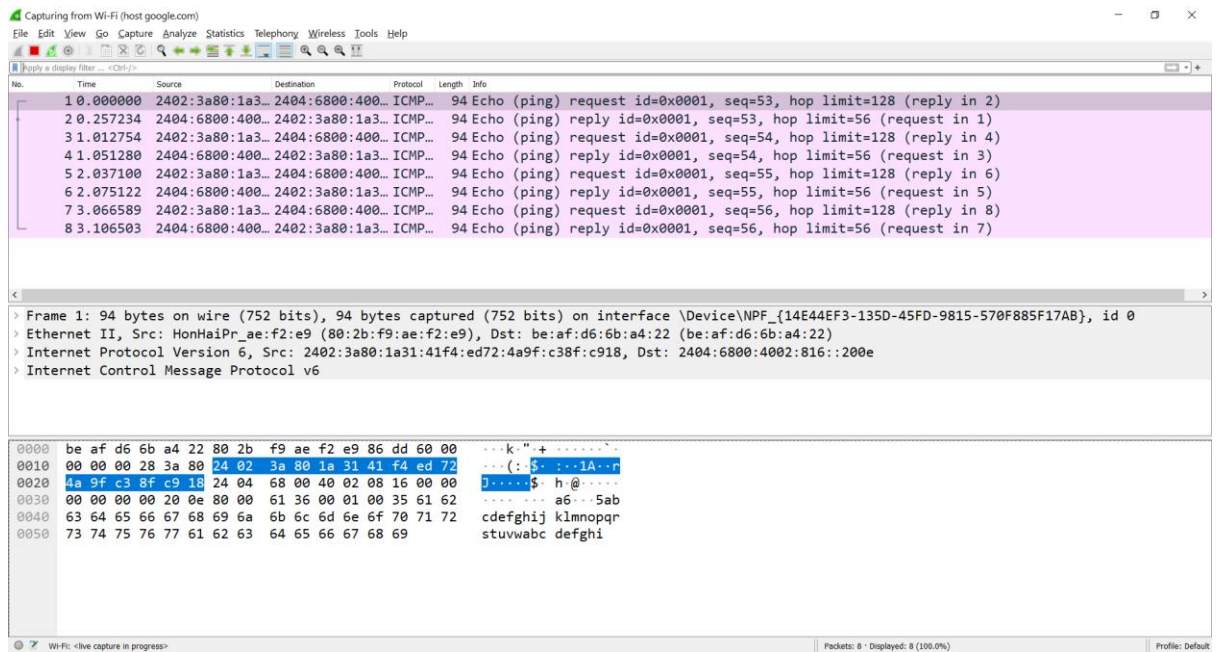 Capturing from Wi-Fi (host google.com)
File Edit View Go Capture Analyze Statistics Telephony Wireless Tools Help
Apply a display filter ... <Ctrl-/>
No. Time Source Destination Protocol Length Info
1 0.000000 2402:3a80:1a3… 2404:6800:400… ICMP… 94 Echo (ping) request id=0x0001, seq=53, hop limit=128 (reply in 2)
2 0.257234 2404:6800:400… 2402:3a80:1a3… ICMP… 94 Echo (ping) reply id=0x0001, seq=53, hop limit=56 (request in 1)
3 1.012754 2402:3a80:1a3… 2404:6800:400… ICMP… 94 Echo (ping) request id=0x0001, seq=54, hop limit=128 (reply in 4)
4 1.051280 2404:6800:400… 2402:3a80:1a3… ICMP… 94 Echo (ping) reply id=0x0001, seq=54, hop limit=56 (request in 3)
5 2.037100 2402:3a80:1a3… 2404:6800:400… ICMP… 94 Echo (ping) request id=0x0001, seq=55, hop limit=128 (reply in 6)
6 2.075122 2404:6800:400… 2402:3a80:1a3… ICMP… 94 Echo (ping) reply id=0x0001, seq=55, hop limit=56 (request in 5)
7 3.066589 2402:3a80:1a3… 2404:6800:400… ICMP… 94 Echo (ping) request id=0x0001, seq=56, hop limit=128 (reply in 8)
8 3.106503 2404:6800:400… 2402:3a80:1a3… ICMP… 94 Echo (ping) reply id=0x0001, seq=56, hop limit=56 (request in 7)
> Frame 1: 94 bytes on wire (752 bits), 94 bytes captured (752 bits) on interface \Device\NPF_{14E44EF3-135D-45FD-9815-570F885F17AB}, id 0
> Ethernet II, Src: HonHaiPr_ae:f2:e9 (80:2b:f9:ae:f2:e9), Dst: be:af:d6:6b:a4:22 (be:af:d6:6b:a4:22)
> Internet Protocol Version 6, Src: 2402:3a80:1a31:41f4:ed72:4a9f:c38f:c918, Dst: 2404:6800:4002:816::200e
> Internet Control Message Protocol v6
0000 be af d6 6b a4 22 80 2b f9 ae f2 e9 86 dd 60 00 ···k·"·+ ······`·
0010 00 00 00 28 3a 80 24 02 3a 80 1a 31 41 f4 ed 72 ···(:·$· :··1A··r
0020 4a 9f c3 8f c9 18 24 04 68 00 40 02 08 16 00 00 J·····$· h·@·····
0030 00 00 00 00 20 0e 80 00 61 36 00 01 00 35 61 62 ···· ··· a6···5ab
0040 63 64 65 66 67 68 69 6a 6b 6c 6d 6e 6f 70 71 72 cdefghij klmnopqr
0050 73 74 75 76 77 61 62 63 64 65 66 67 68 69 stuvwabc defghi
Wi-Fi: <live capture in progress> Packets: 8 · Displayed: 8 (100.0%) Profile: Default